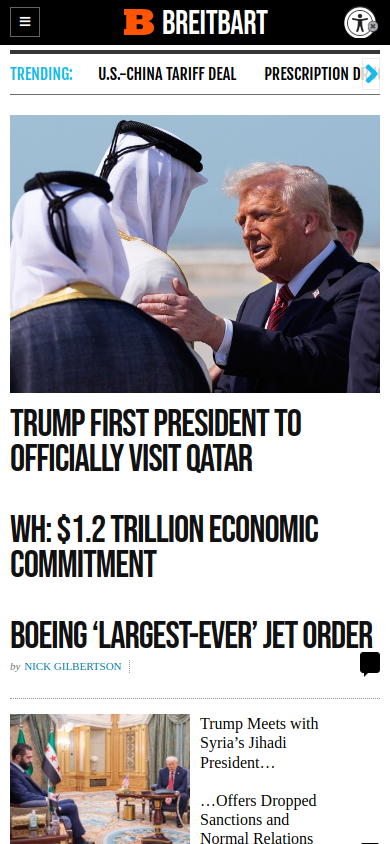 B BREITBART
TRENDING: U.S.–CHINA TARIFF DEAL PRESCRIPTION D
TRUMP FIRST PRESIDENT TO
OFFICIALLY VISIT QATAR
WH: $1.2 TRILLION ECONOMIC
COMMITMENT
BOEING ‘LARGEST-EVER’ JET ORDER
by NICK GILBERTSON
Trump Meets with
Syria’s Jihadi
President…
…Offers Dropped
Sanctions and
Normal Relations